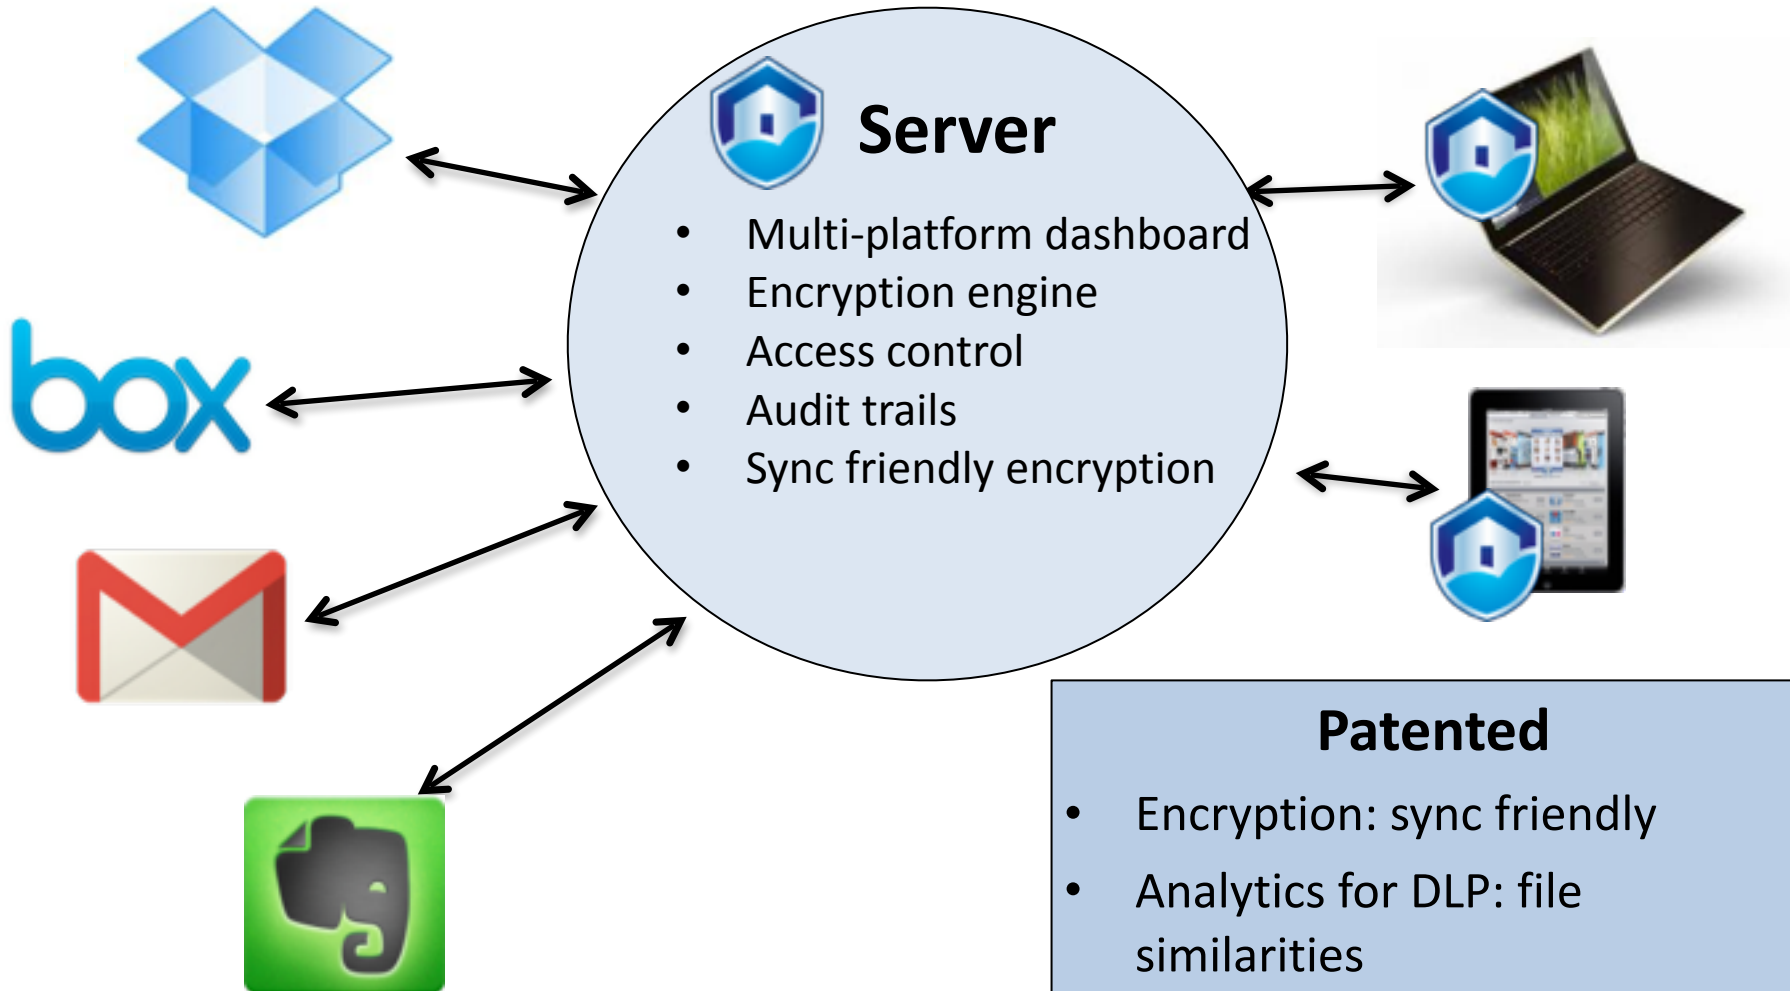 Server
• Multi-platform dashboard
• Encryption engine
• Access control
• Audit trails
• Sync friendly encryption
box
Patented
• Encryption: sync friendly
• Analytics for DLP: file
similarities